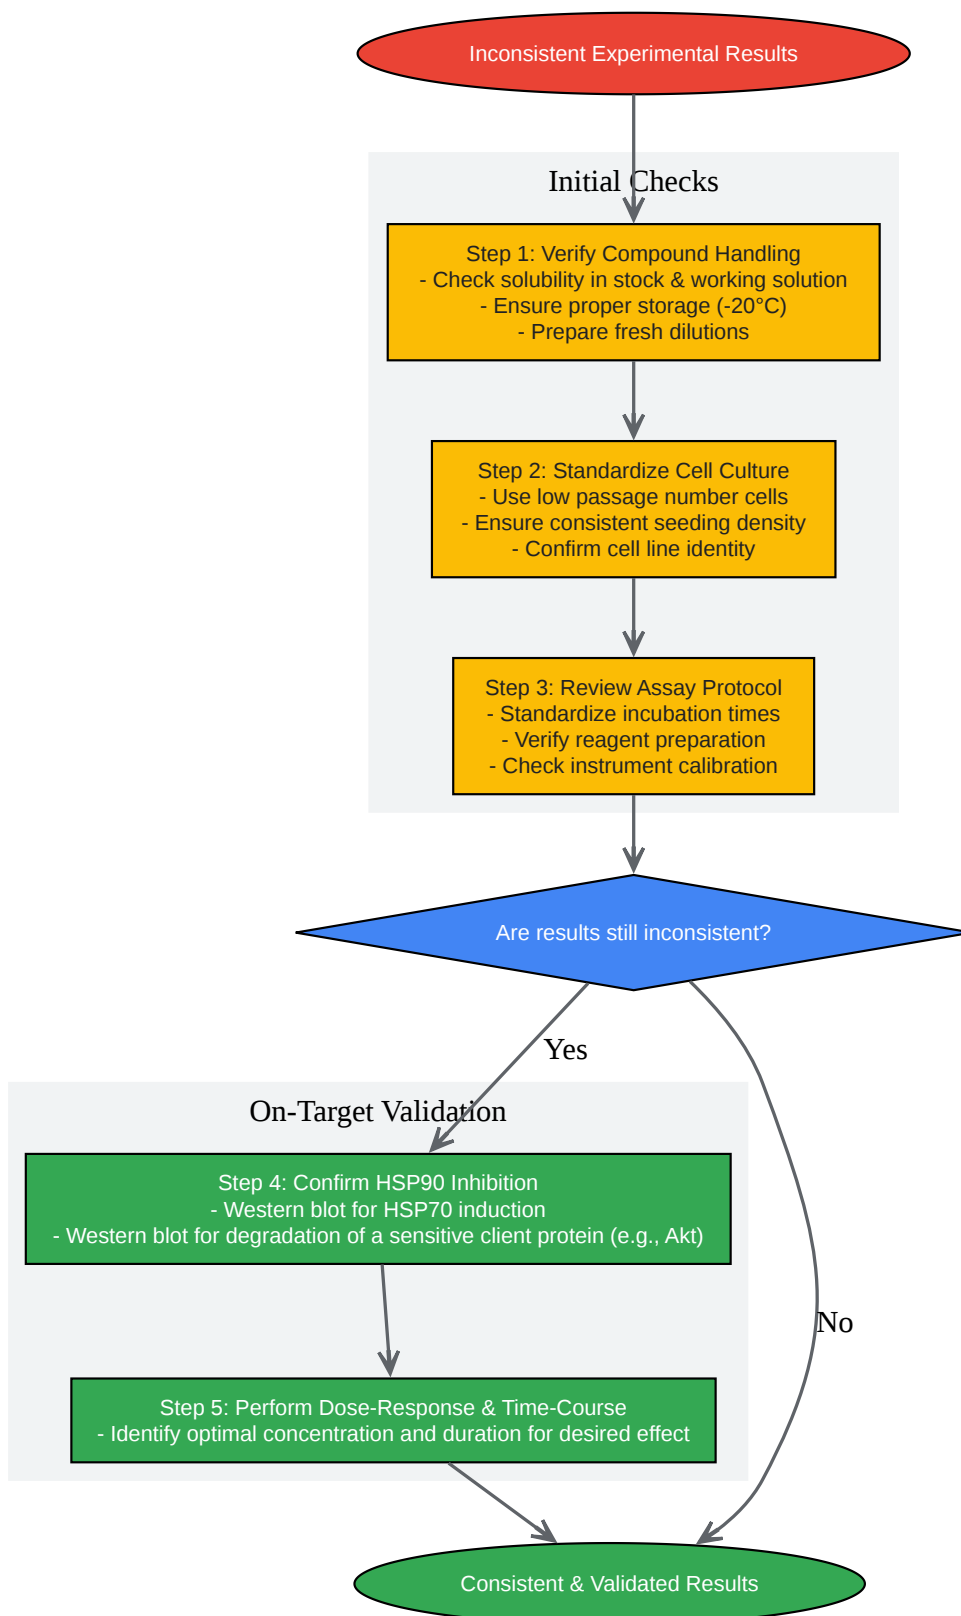 Inconsistent Experimental Results
Initial Checks
Step 1: Verify Compound Handling
- Check solubility in stock & working solution
- Ensure proper storage (-20°C)
- Prepare fresh dilutions
Step 2: Standardize Cell Culture
- Use low passage number cells
- Ensure consistent seeding density
- Confirm cell line identity
Step 3: Review Assay Protocol
- Standardize incubation times
- Verify reagent preparation
- Check instrument calibration
Are results still inconsistent?
Yes
On-Target Validation
Step 4: Confirm HSP90 Inhibition
- Western blot for HSP70 induction
- Western blot for degradation of a sensitive client protein (e.g., Akt)
No
Step 5: Perform Dose-Response & Time-Course
- Identify optimal concentration and duration for desired effect
Consistent & Validated Results